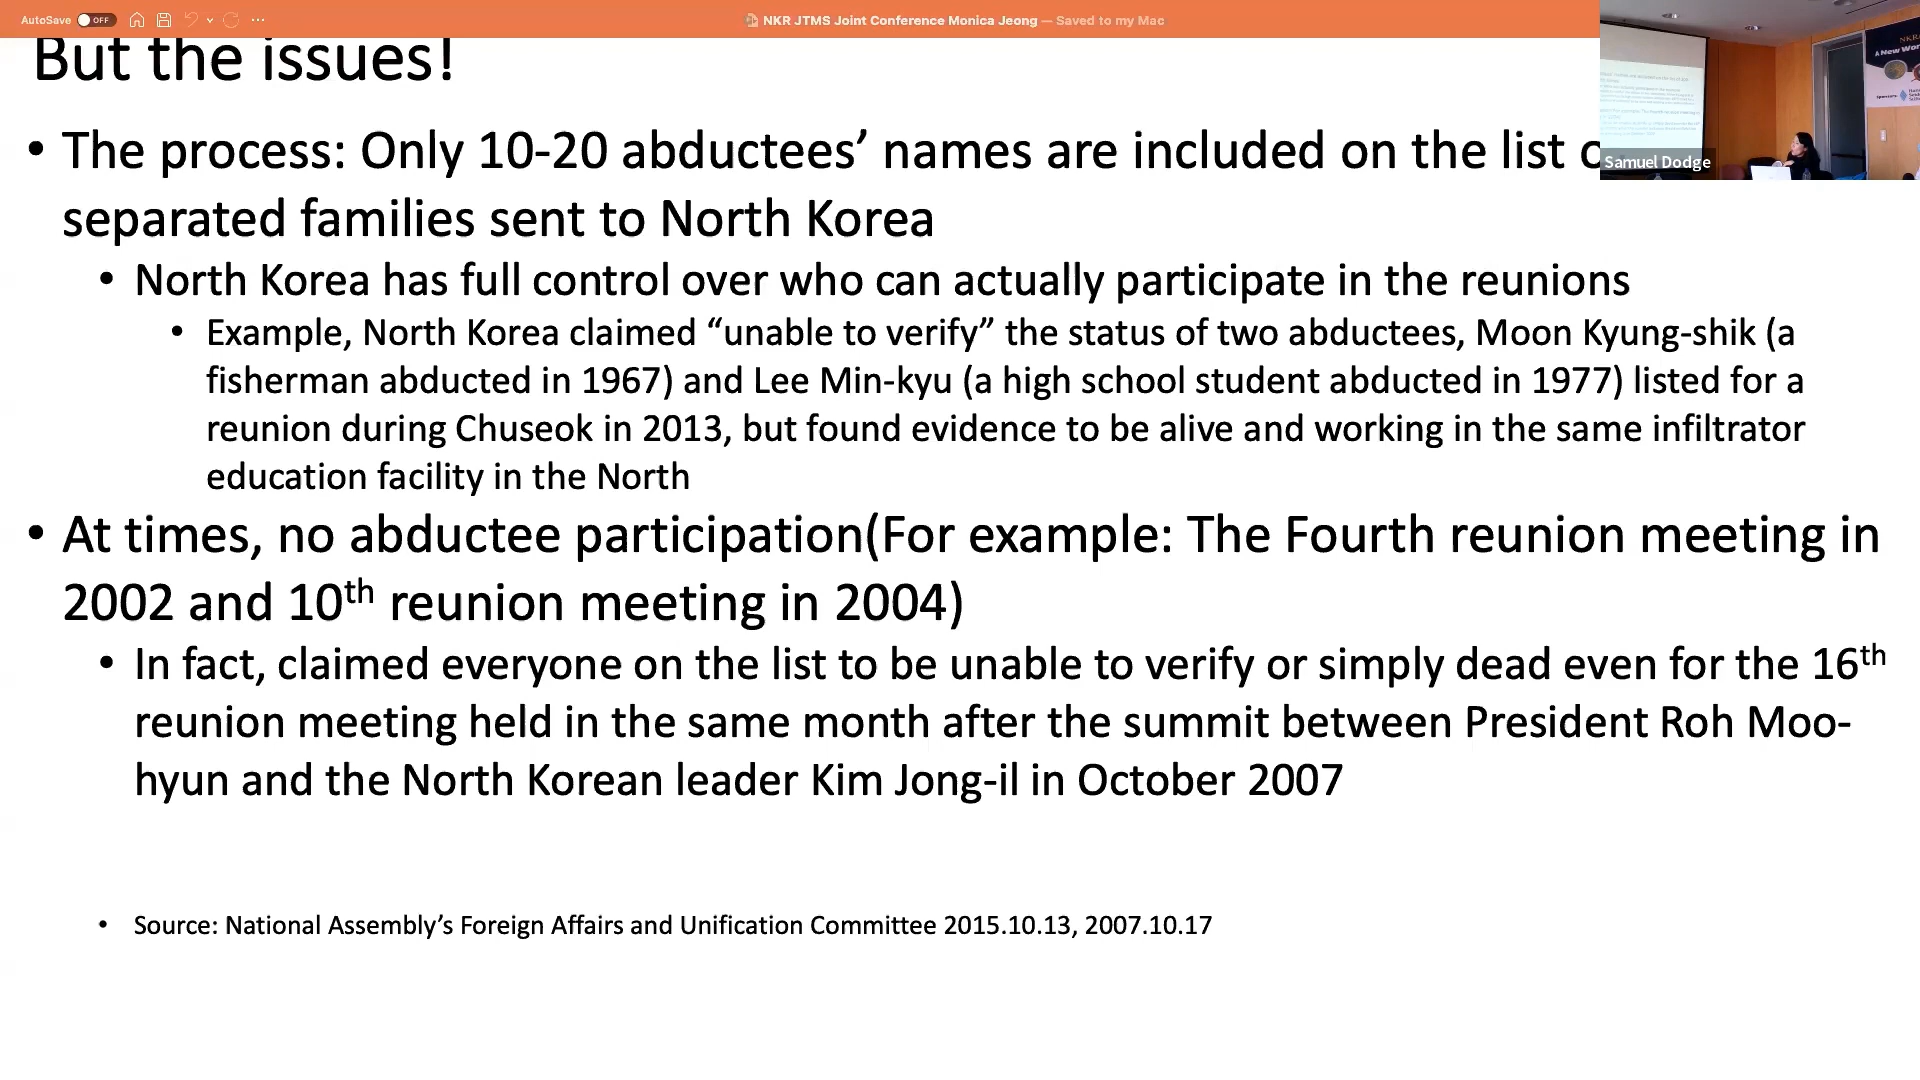 AutoSave OFF
NKR JTMS Joint Conference Monica Jeong — Saved to my Mac
But the issues!
• The process: Only 10-20 abductees’ names are included on the list
separated families sent to North Korea
• North Korea has full control over who can actually participate in the reunions
• Example, North Korea claimed “unable to verify” the status of two abductees, Moon Kyung-shik (a
fisherman abducted in 1967) and Lee Min-kyu (a high school student abducted in 1977) listed for a
reunion during Chuseok in 2013, but found evidence to be alive and working in the same infiltrator
education facility in the North
• At times, no abductee participation(For example: The Fourth reunion meeting in
2002 and 10th reunion meeting in 2004)
• In fact, claimed everyone on the list to be unable to verify or simply dead even for the 16th
reunion meeting held in the same month after the summit between President Roh Moo-
hyun and the North Korean leader Kim Jong-il in October 2007
• Source: National Assembly’s Foreign Affairs and Unification Committee 2015.10.13, 2007.10.17
Samuel Dodge
A New